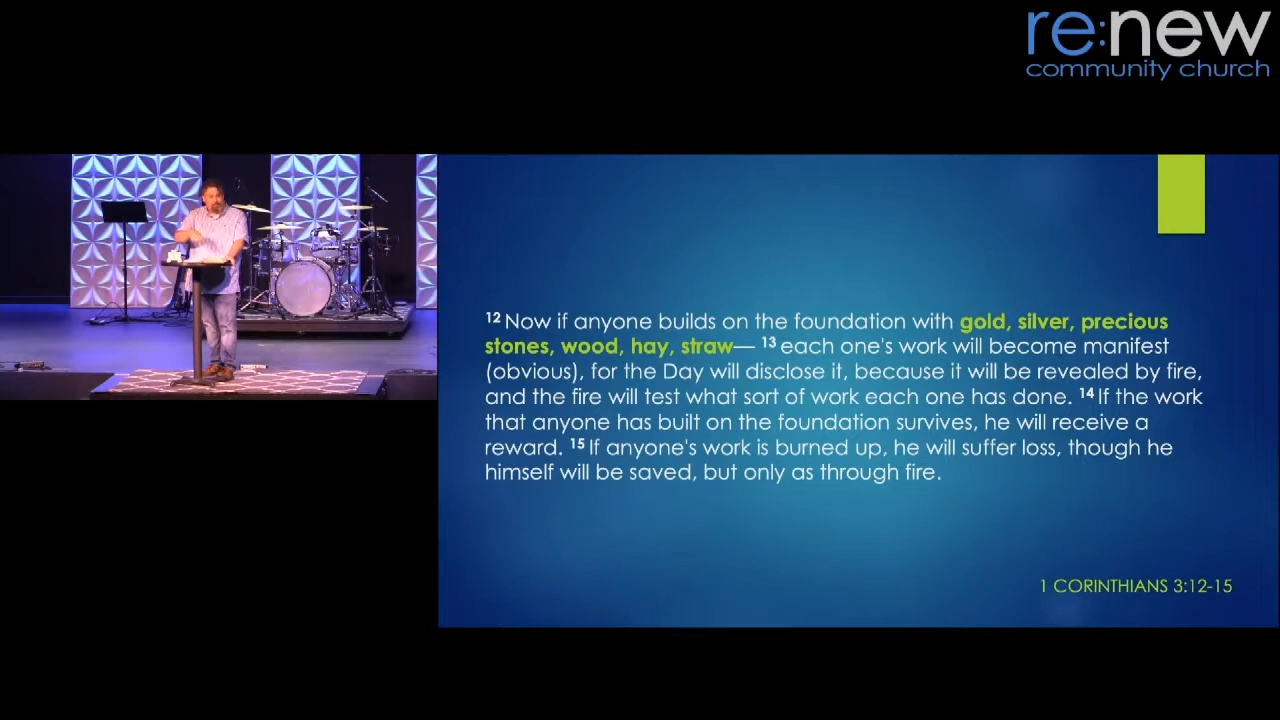 re:new
community church
12 Now if anyone builds on the foundation with gold, silver, precious
stones, wood, hay, straw— 13 each one's work will become manifest
(obvious), for the Day will disclose it, because it will be revealed by fire,
and the fire will test what sort of work each one has done. 14 If the work
that anyone has built on the foundation survives, he will receive a
reward. 15 If anyone's work is burned up, he will suffer loss, though he
himself will be saved, but only as through fire.
1 CORINTHIANS 3:12-15